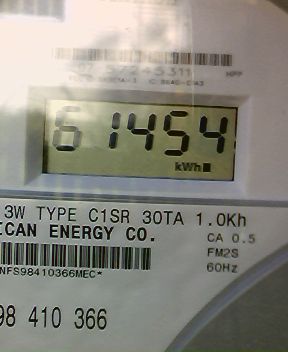 61454
kWh
3W TYPE C1SR 30TA 1.0Kh
ICAN ENERGY CO.
CA 0.5
FM2S
NFS98410366MEC*
60Hz
98 410 366